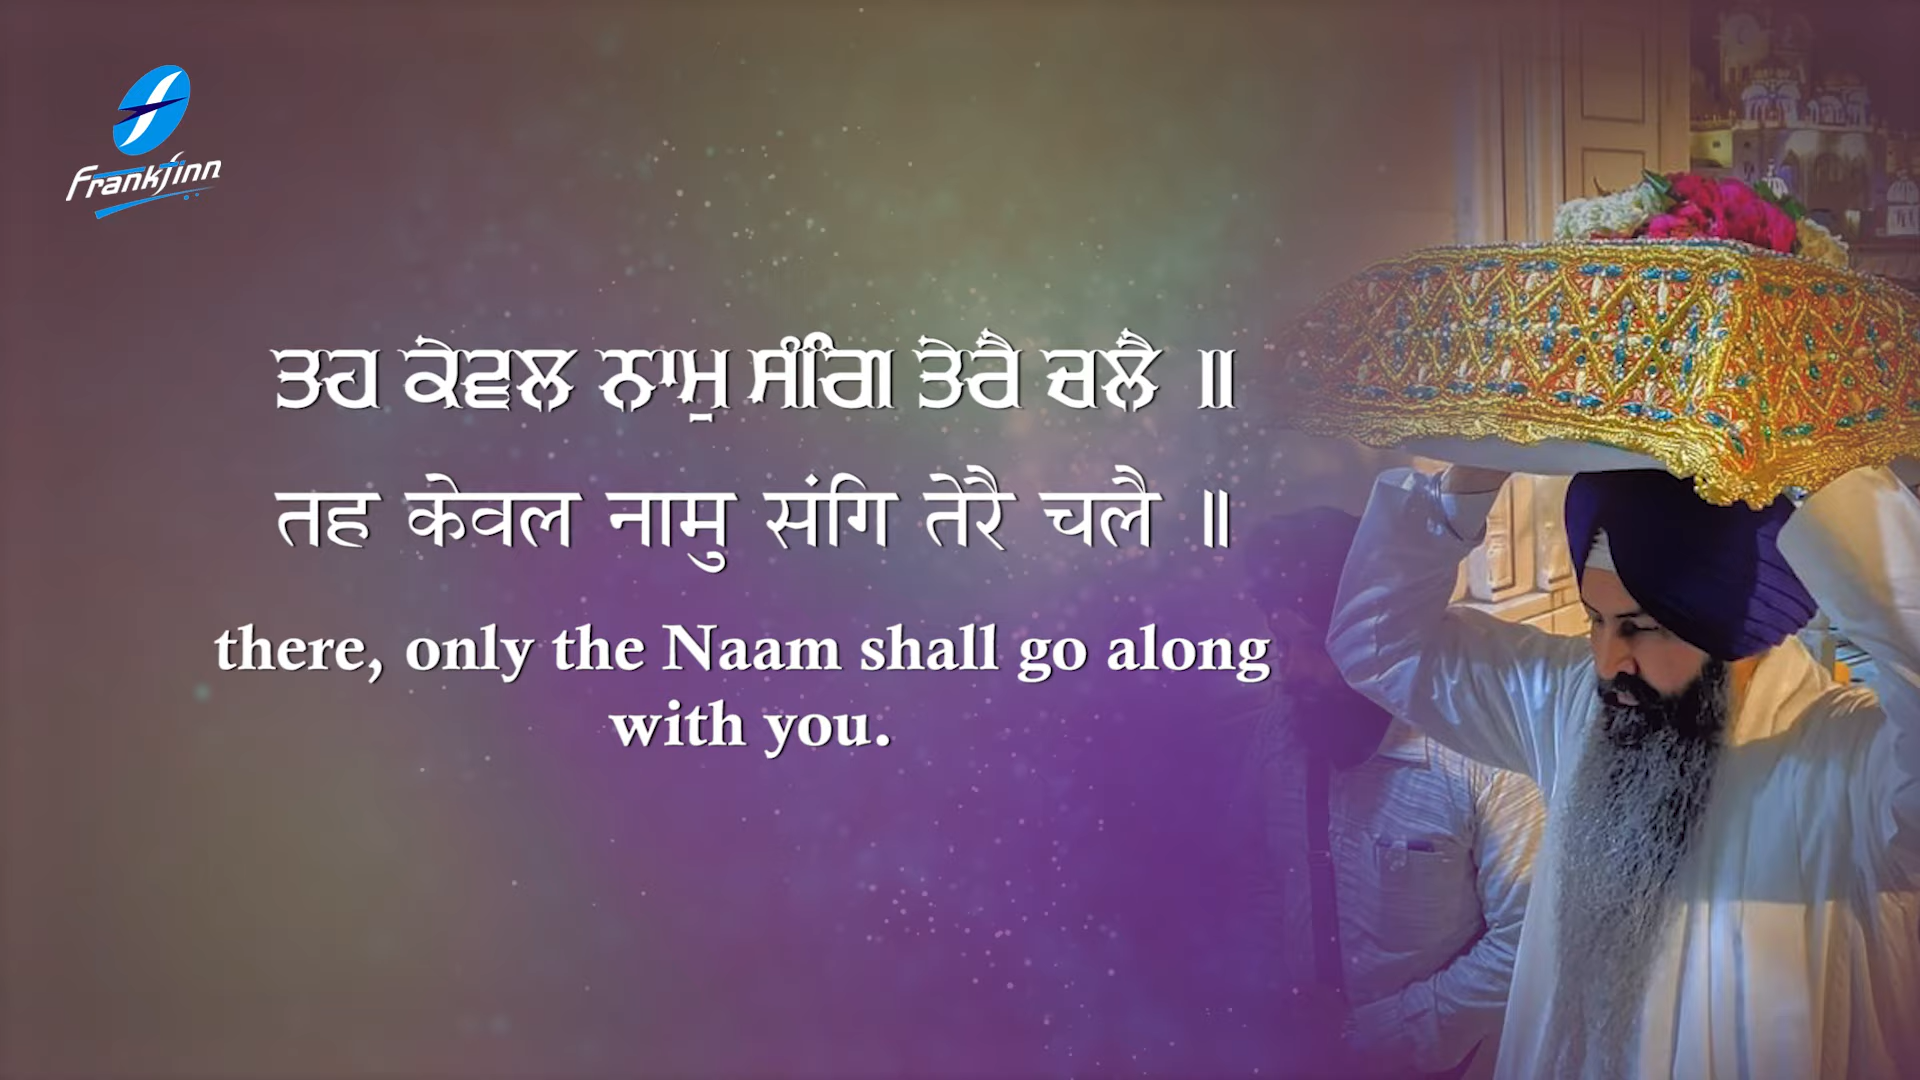 Frankfinn
ਤਹ ਕੇਵਲ ਨਾਮੁ ਸੰਗਿ ਤੇਰੈ ਚਲੈ ॥
तह केवल नामु संगि तेरै चलै ॥
there, only the Naam shall go along
with you.